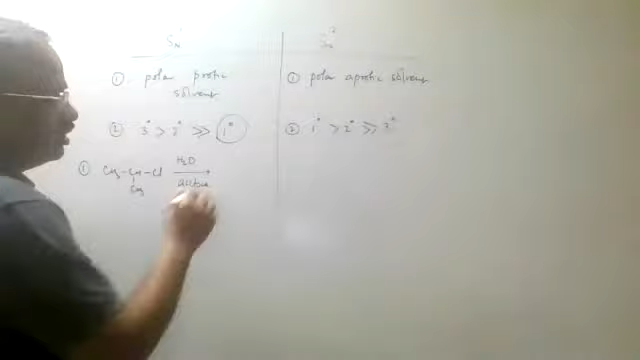 SN1
① polar protic
solvent
② 3° > 2° >> 1°
① CH3-CH-Cl H2O
CH3 acetone
SN2
① polar aprotic solvent
② 1° > 2° >> 3°